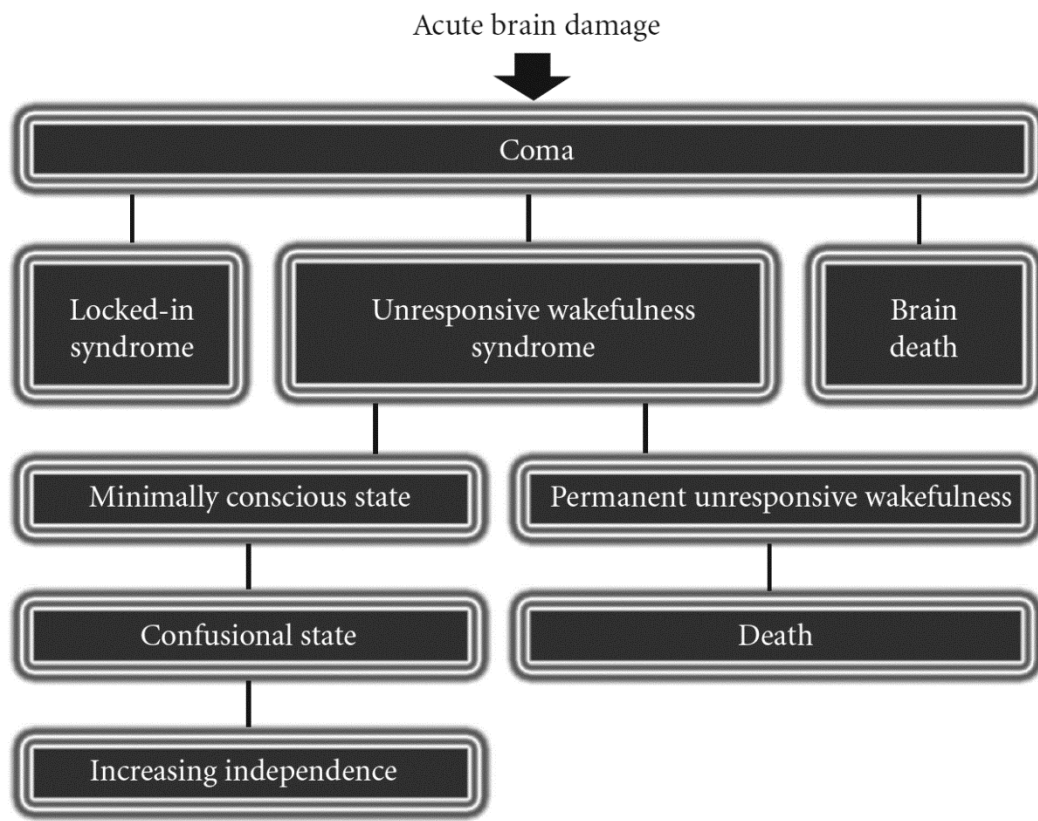 Acute brain damage
Coma
Locked-in
syndrome
Unresponsive wakefulness
syndrome
Brain
death
Minimally conscious state
Permanent unresponsive wakefulness
Confusional state
Death
Increasing independence